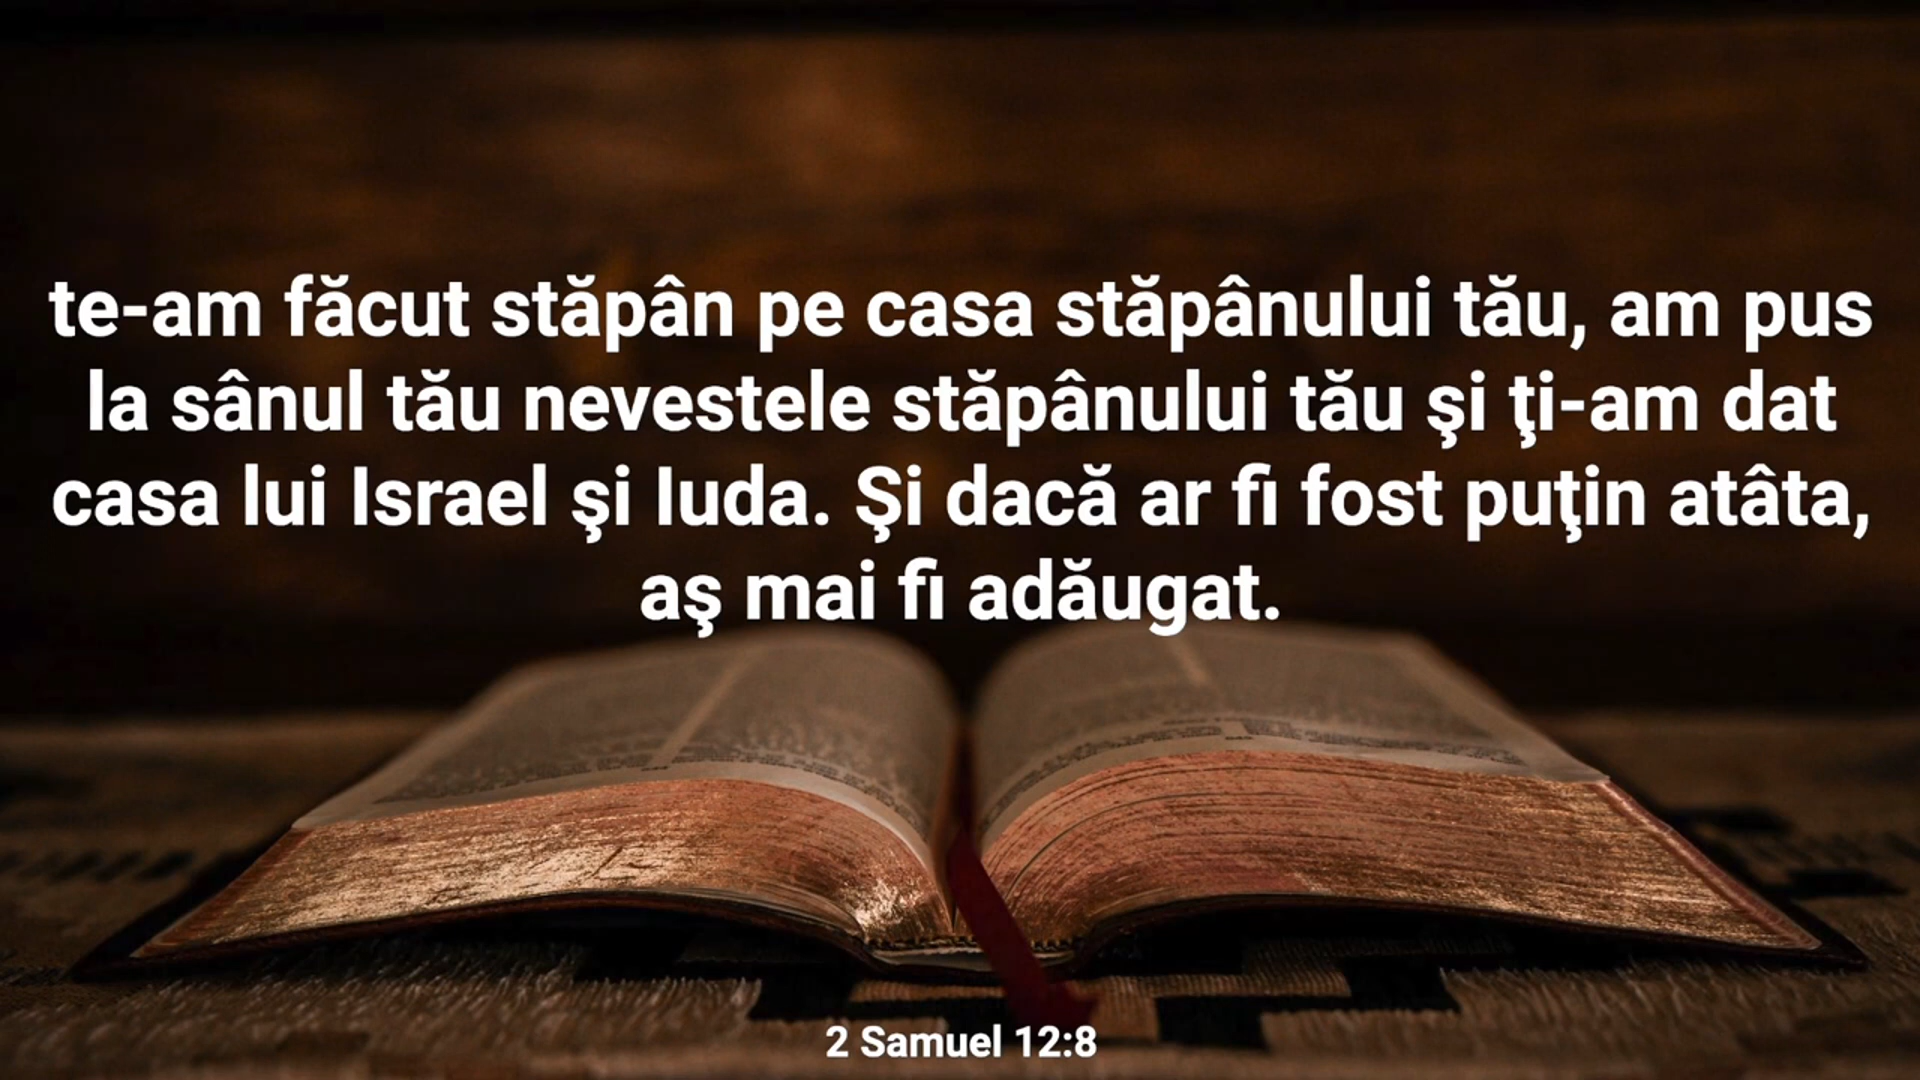 te-am făcut stăpân pe casa stăpânului tău, am pus
la sânul tău nevestele stăpânului tău şi ţi-am dat
casa lui Israel şi Iuda. Şi dacă ar fi fost puţin atâta,
aş mai fi adăugat.
2 Samuel 12:8